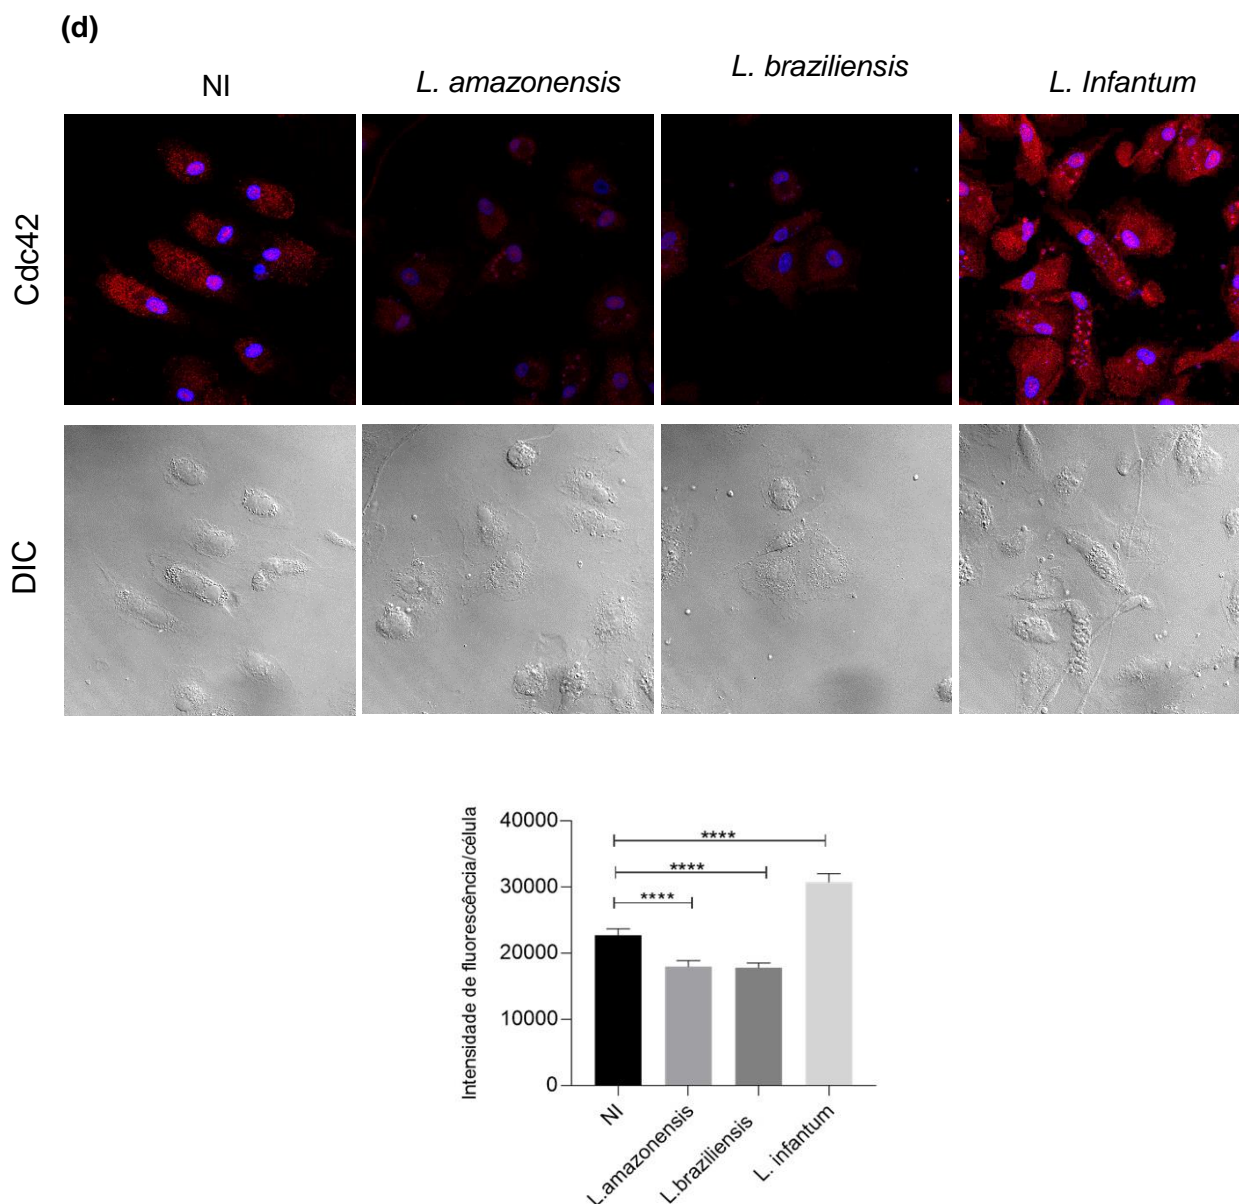 (d)
NI
L. amazonensis
L. braziliensis
L. Infantum
Cdc42
DIC
Intensidade de fluorescência/célula
40000
30000
20000
10000
0
****
****
****
NI
L.amazonensis
L.braziliensis
L. infantum